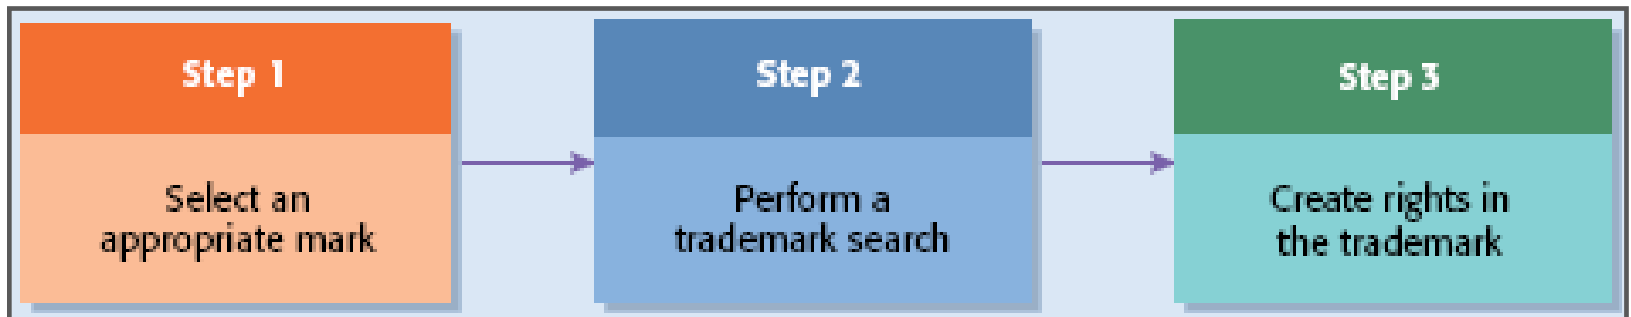 Step 1
Select an
appropriate mark
Step 2
Perform a
trademark search
Step 3
Create rights in
the trademark